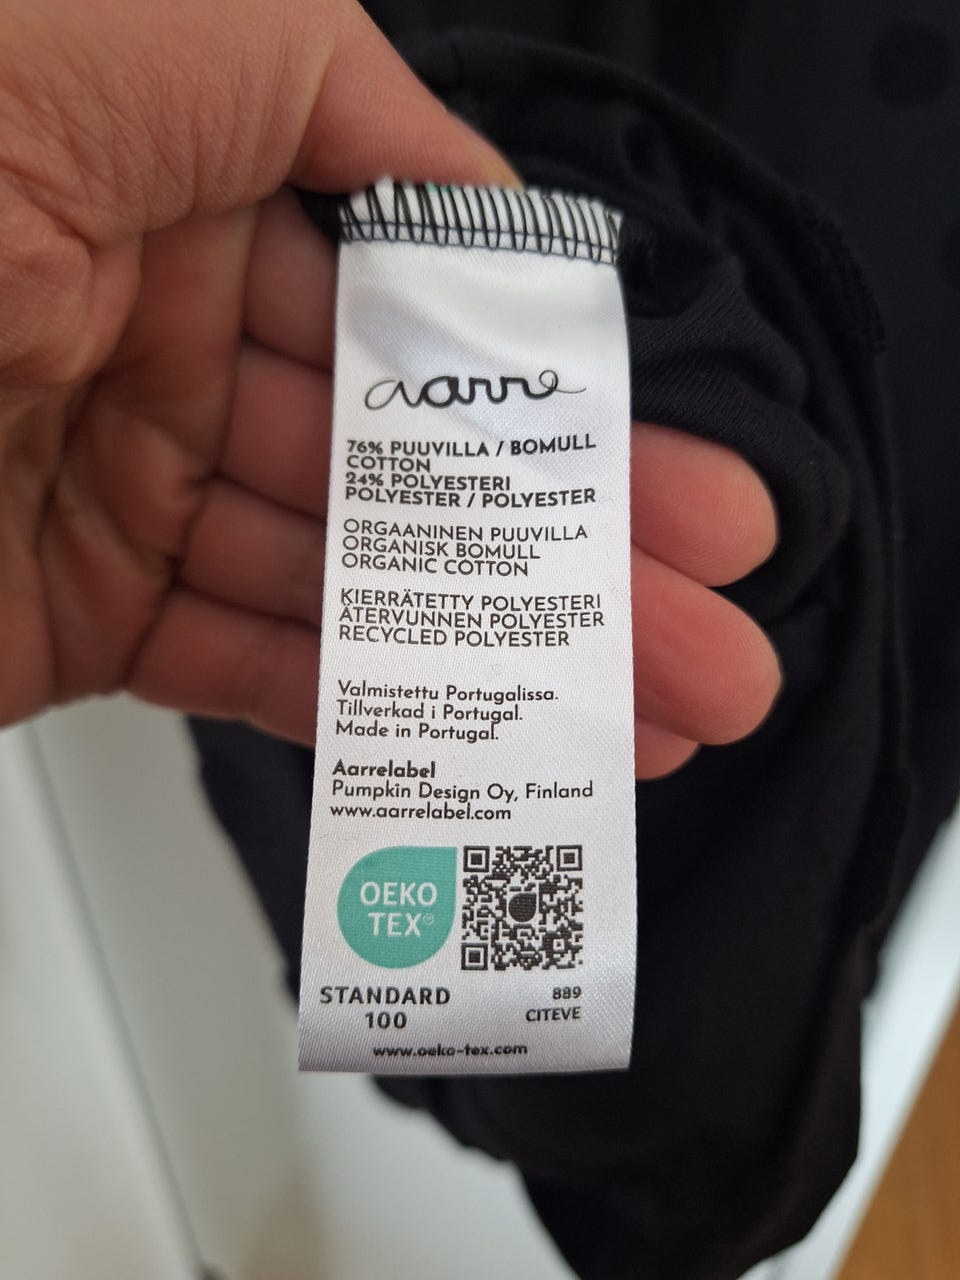 aarre
76% PUUVILLA / BOMULL
COTTON
24% POLYESTERI
POLYESTER / POLYESTER
ORGAANINEN PUUVILLA
ORGANISK BOMULL
ORGANIC COTTON
KIERRÄTETTY POLYESTERI
ÅTERVUNNEN POLYESTER
RECYCLED POLYESTER
Valmistettu Portugalissa.
Tillverkad i Portugal.
Made in Portugal.
Aarrelabel
Pumpkin Design Oy, Finland
www.aarrelabel.com
OEKO
TEX®
STANDARD
100
889
CITEVE
www.oeko-tex.com